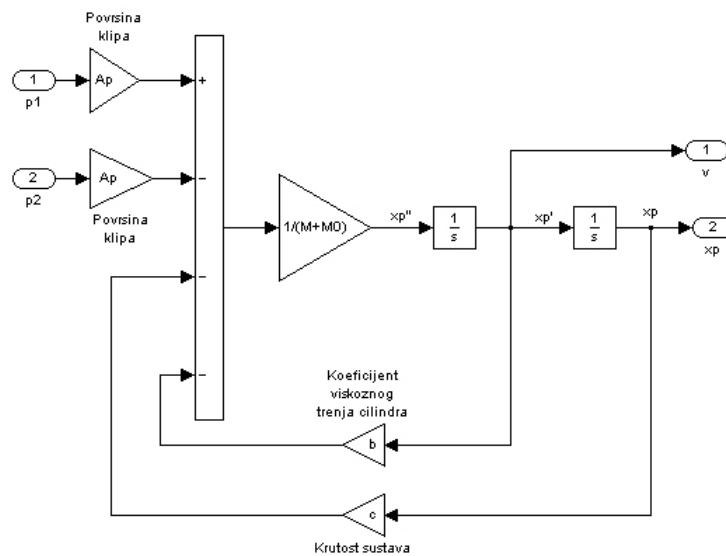 Povrsina
klipa
1
p1
Ap
+
2
p2
Ap
Povrsina
klipa
−
−
−
1/(M+M0)
xp''
1
s
xp'
1
s
xp
1
v
2
xp
Koeficijent
viskoznog
trenja cilindra
b
c
Krutost sustava